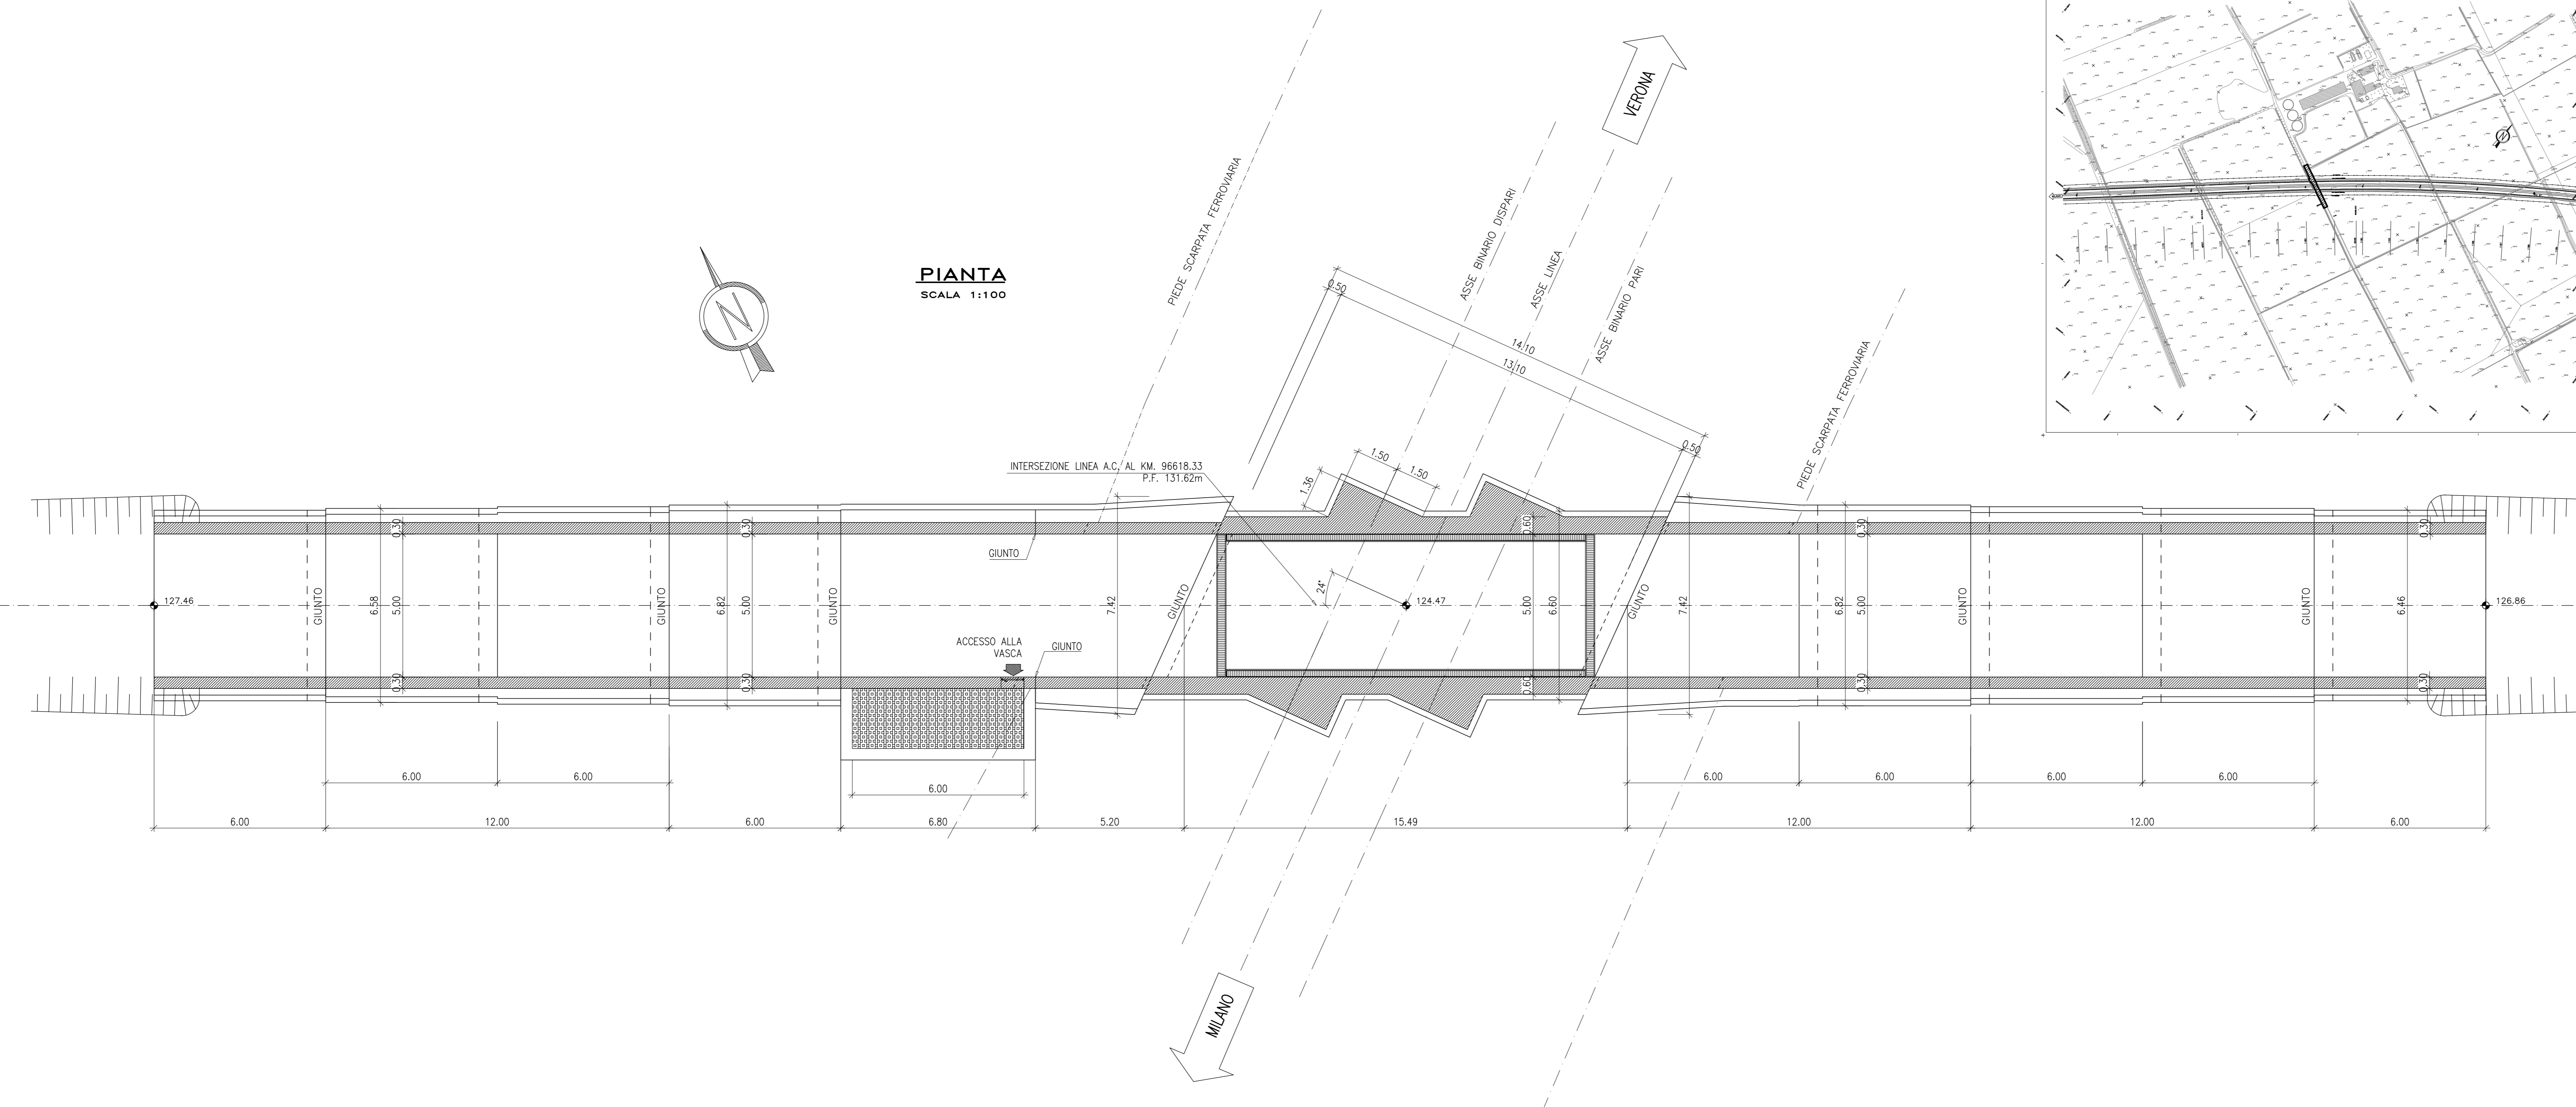 VERONA
PIEDE SCARPATA FERROVIARIA
ASSE BINARIO DISPARI
ASSE LINEA
ASSE BINARIO PARI
PIEDE SCARPATA FERROVIARIA
N
PIANTA
SCALA 1:100
0.50
14.10
13.10
0.50
1.50
1.50
1.36
INTERSEZIONE LINEA A.C. AL KM. 96618.33
P.F. 131.62m
0.30
0.30
0.60
0.30
0.30
GIUNTO
127.46
GIUNTO
6.58
5.00
GIUNTO
6.82
5.00
GIUNTO
7.42
GIUNTO
24°
124.47
5.00
6.60
GIUNTO
7.42
6.82
5.00
GIUNTO
GIUNTO
6.46
126.86
ACCESSO ALLA
VASCA
GIUNTO
0.30
0.30
0.60
0.30
0.30
6.00
6.00
6.00
6.00
6.00
6.00
6.00
6.00
12.00
6.00
6.80
5.20
15.49
12.00
12.00
6.00
MILANO